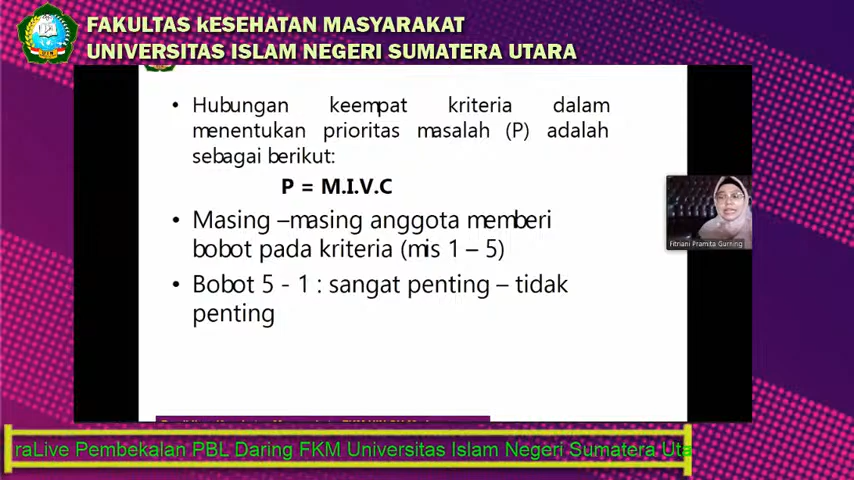 FAKULTAS kESEHATAN MASYARAKAT
UNIVERSITAS ISLAM NEGERI SUMATERA UTARA
• Hubungan keempat kriteria dalam
menentukan prioritas masalah (P) adalah
sebagai berikut:
P = M.I.V.C
• Masing –masing anggota memberi
bobot pada kriteria (mis 1 – 5)
• Bobot 5 - 1 : sangat penting – tidak
penting
Fitriani Pramita Gurning
raLive Pembekalan PBL Daring FKM Universitas Islam Negeri Sumatera Uta